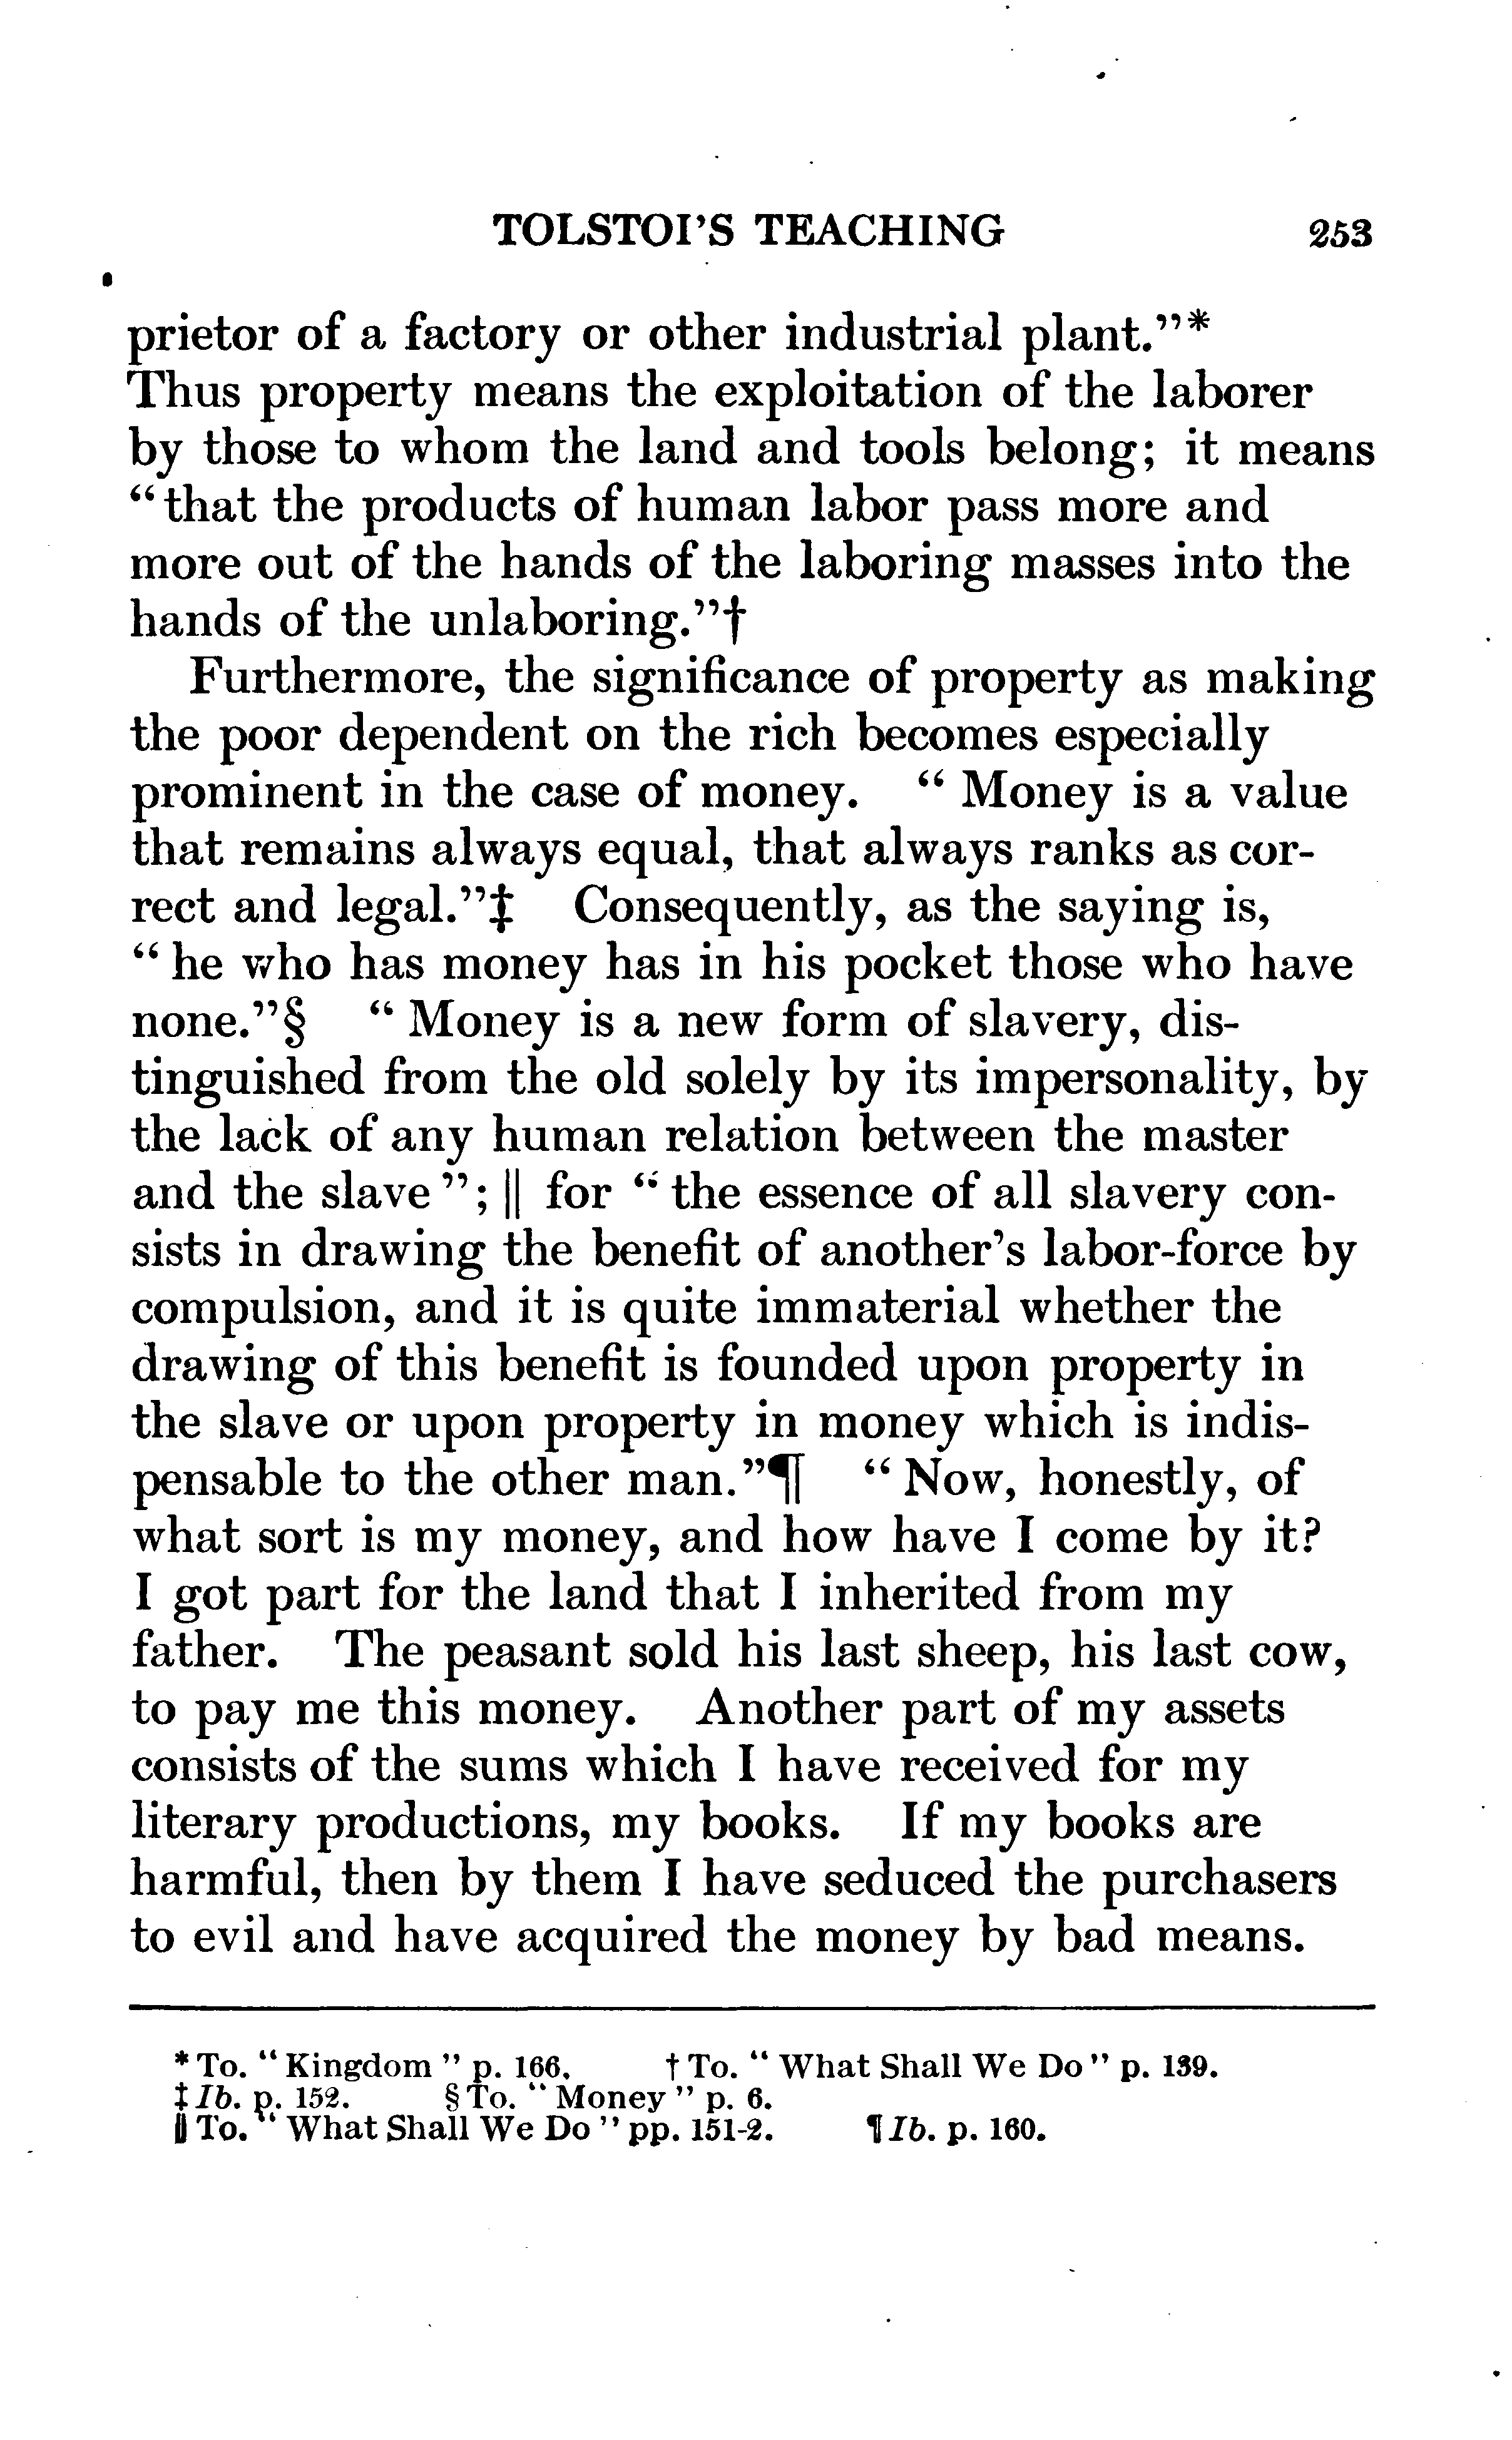 TOLSTOI'S TEACHING 253
prietor of a factory or other industrial plant."*
Thus property means the exploitation of the laborer
by those to whom the land and tools belong; it means
"that the products of human labor pass more and
more out of the hands of the laboring masses into the
hands of the unlaboring."†
Furthermore, the significance of property as making
the poor dependent on the rich becomes especially
prominent in the case of money. "Money is a value
that remains always equal, that always ranks as cor-
rect and legal."‡ Consequently, as the saying is,
"he who has money has in his pocket those who have
none."§ "Money is a new form of slavery, dis-
tinguished from the old solely by its impersonality, by
the lack of any human relation between the master
and the slave"; || for "the essence of all slavery con-
sists in drawing the benefit of another's labor-force by
compulsion, and it is quite immaterial whether the
drawing of this benefit is founded upon property in
the slave or upon property in money which is indis-
pensable to the other man."¶ "Now, honestly, of
what sort is my money, and how have I come by it?
I got part for the land that I inherited from my
father. The peasant sold his last sheep, his last cow,
to pay me this money. Another part of my assets
consists of the sums which I have received for my
literary productions, my books. If my books are
harmful, then by them I have seduced the purchasers
to evil and have acquired the money by bad means.
* To. "Kingdom" p. 166. † To. "What Shall We Do" p. 139.
‡ Ib. p. 152. § To. "Money" p. 6.
|| To. "What Shall We Do" pp. 151-2. ¶ Ib. p. 160.